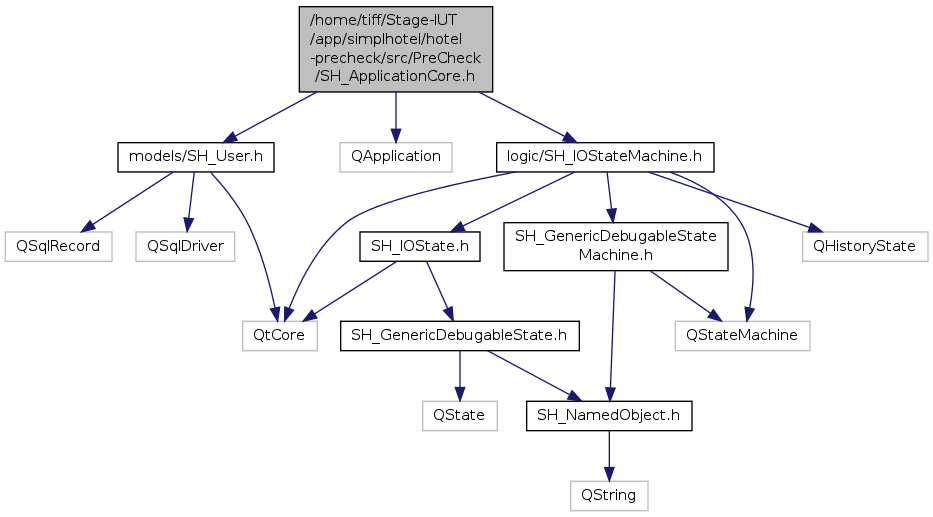 /home/tiff/Stage-IUT
/app/simplhotel/hotel
-precheck/src/PreCheck
/SH_ApplicationCore.h
models/SH_User.h
QApplication
logic/SH_IOStateMachine.h
QSqlRecord
QSqlDriver
SH_IOState.h
SH_GenericDebugableState
Machine.h
QHistoryState
QtCore
SH_GenericDebugableState.h
QStateMachine
QState
SH_NamedObject.h
QString